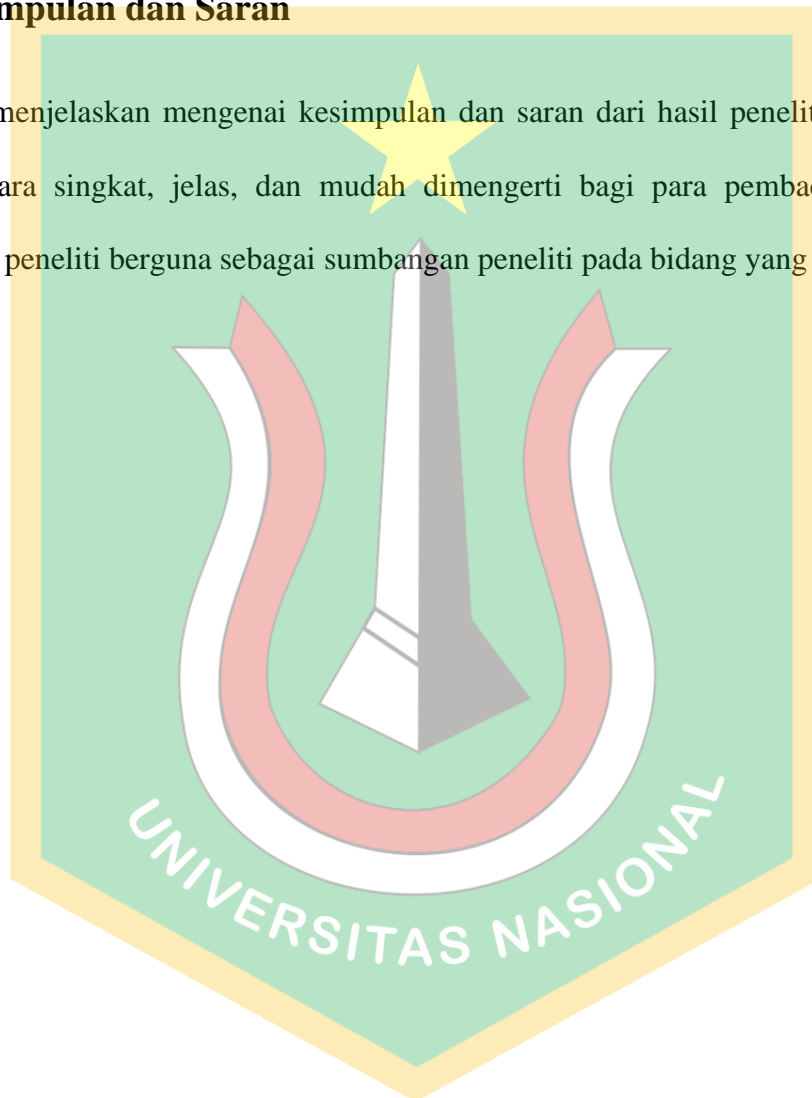 mpulan dan Saran
menjelaskan mengenai kesimpulan dan saran dari hasil penelit
ara singkat, jelas, dan mudah dimengerti bagi para pemba
peneliti berguna sebagai sumbangan peneliti pada bidang yang
UNIVERSITAS NASIONAL